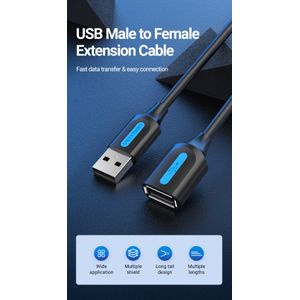 USB Male to Female
Extension Cable
Fast data transfer & easy connection
Wide
application
Multiple
shield
Long tail
design
Multiple
lengths